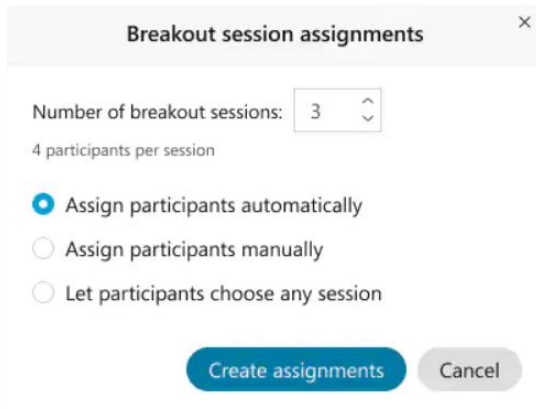 Breakout session assignments
Number of breakout sessions: 3
4 participants per session
Assign participants automatically
Assign participants manually
Let participants choose any session
Create assignments Cancel